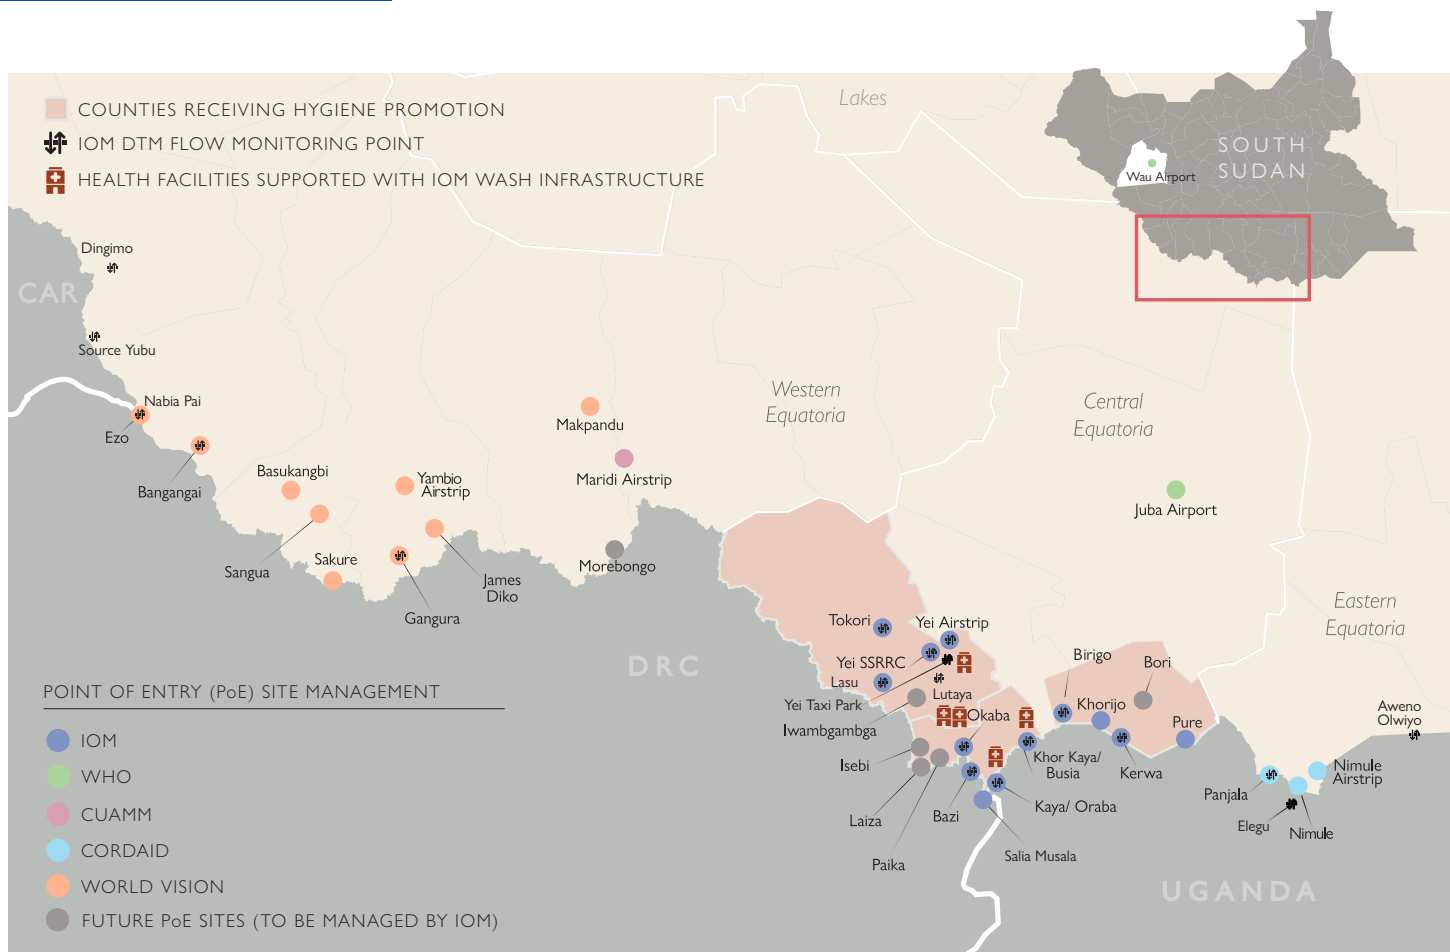 COUNTIES RECEIVING HYGIENE PROMOTION
IOM DTM FLOW MONITORING POINT
HEALTH FACILITIES SUPPORTED WITH IOM WASH INFRASTRUCTURE
Lakes
SOUTH
SUDAN
Wau Airport
Dingimo
CAR
Source Yubu
Nabia Pai
Ezo
Bangangai
Basukangbi
Sangua
Sakure
Yambio
Airstrip
Gangura
James
Diko
Makpandu
Maridi Airstrip
Morebongo
Western
Equatoria
Central
Equatoria
Juba Airport
Eastern
Equatoria
DRC
Tokori
Yei Airstrip
Yei SSRRC
Lasu
Yei Taxi Park
Lutaya
Iwambgambga
Okaba
Isebi
Laiza
Paika
Bazi
Khor Kaya/
Busia
Kaya/ Oraba
Salia Musala
Birigo
Bori
Khorijo
Kerwa
Pure
Aweno
Olwiyo
Nimule
Airstrip
Panjala
Elegu
Nimule
UGANDA
POINT OF ENTRY (PoE) SITE MANAGEMENT
IOM
WHO
CUAMM
CORDAID
WORLD VISION
FUTURE PoE SITES (TO BE MANAGED BY IOM)